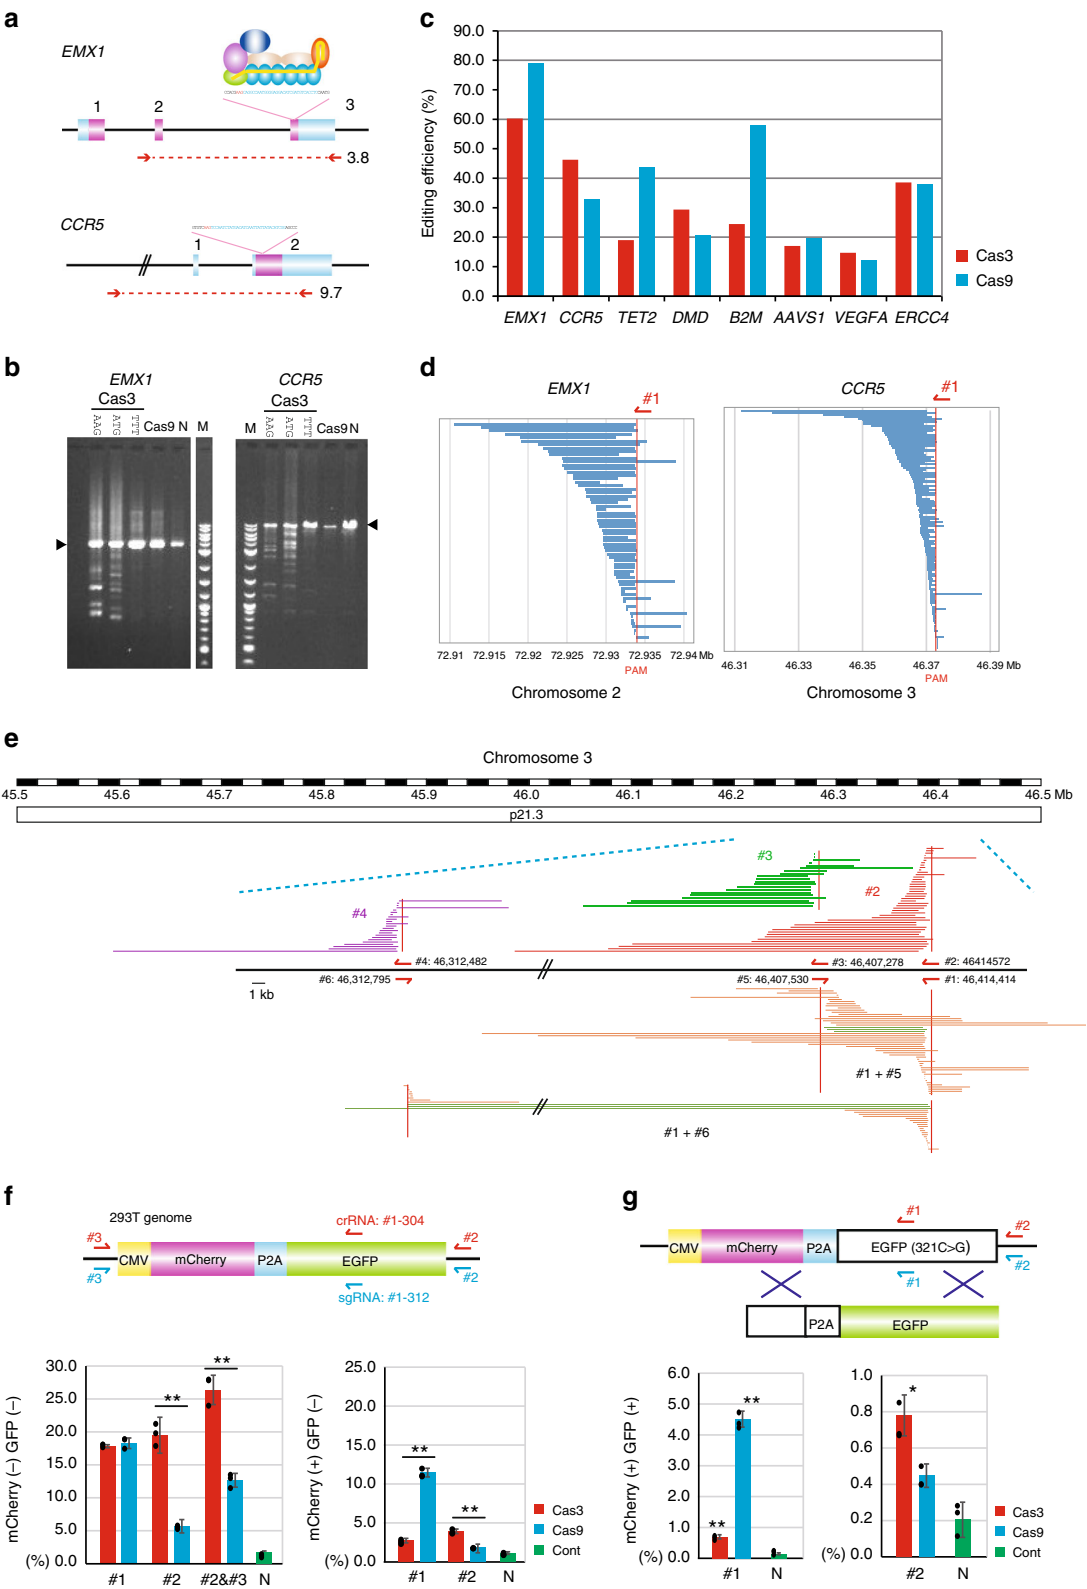 a
EMX1
1
2
3
3.8
CCR5
1
2
9.7
c
90.0
80.0
70.0
60.0
50.0
40.0
30.0
20.0
10.0
0.0
Editing efficiency (%)
EMX1 CCR5 TET2 DMD B2M AAVS1 VEGFA ERCC4
Cas3
Cas9
b
EMX1
Cas3
AAG ATG TTT Cas9 N M
CCR5
Cas3
M AAG ATG TTT Cas9 N
d
EMX1
#1
72.91 72.915 72.92 72.925 72.93 72.935 72.94 Mb
PAM
Chromosome 2
CCR5
#1
46.31 46.33 46.35 46.37 46.39 Mb
PAM
Chromosome 3
e
Chromosome 3
45.5 45.6 45.7 45.8 45.9 46.0 46.1 46.2 46.3 46.4 46.5 Mb
p21.3
#3
#2
#4
#4: 46,312,482
#3: 46,407,278
#2: 46414572
#6: 46,312,795
#5: 46,407,530
#1: 46,414,414
1 kb
#1 + #5
#1 + #6
f
293T genome
crRNA: #1-304
#3
#2
CMV mCherry P2A EGFP
#3
#2
sgRNA: #1-312
30.0
25.0
20.0
15.0
10.0
5.0
0.0
(%)
mCherry (–) GFP (–)
**
**
#1 #2 #2&#3 N
25.0
20.0
15.0
10.0
5.0
0.0
(%)
mCherry (+) GFP (–)
**
**
#1 #2 N
Cas3
Cas9
Cont
g
#1
#2
CMV mCherry P2A EGFP (321C>G)
#1
#2
P2A EGFP
6.0
5.0
4.0
3.0
2.0
1.0
0.0
(%)
mCherry (+) GFP (+)
**
**
#1 N
1.0
0.8
0.6
0.4
0.2
0.0
(%)
*
#2 N
Cas3
Cas9
Cont